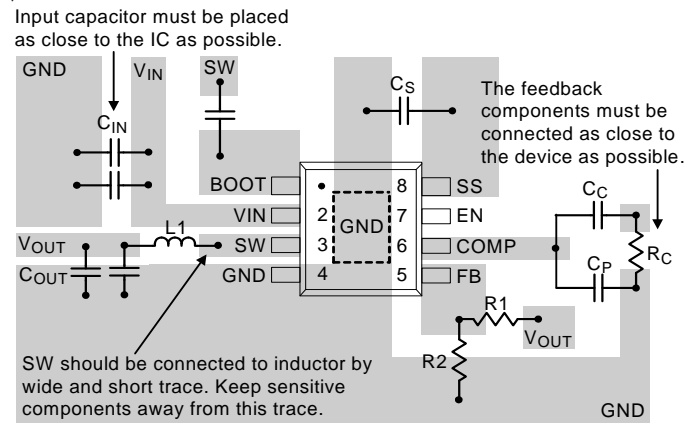 Input capacitor must be placed
as close to the IC as possible.
GND
VIN
SW
CS
CIN
The feedback
components must be
connected as close to
the device as possible.
BOOT
8
SS
VIN
2
GND
7
EN
CC
L1
VOUT
SW
3
6
COMP
RC
COUT
GND
4
5
FB
CP
R1
VOUT
R2
SW should be connected to inductor by
wide and short trace. Keep sensitive
components away from this trace.
GND